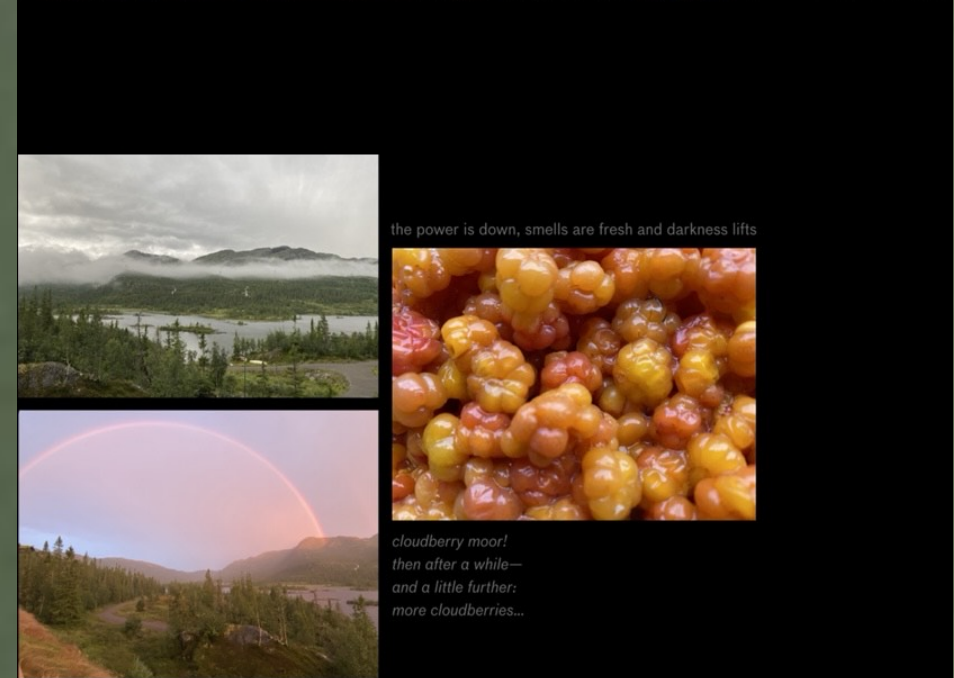 the power is down, smells are fresh and darkness lifts
cloudberry moor!
then after a while—
and a little further:
more cloudberries...